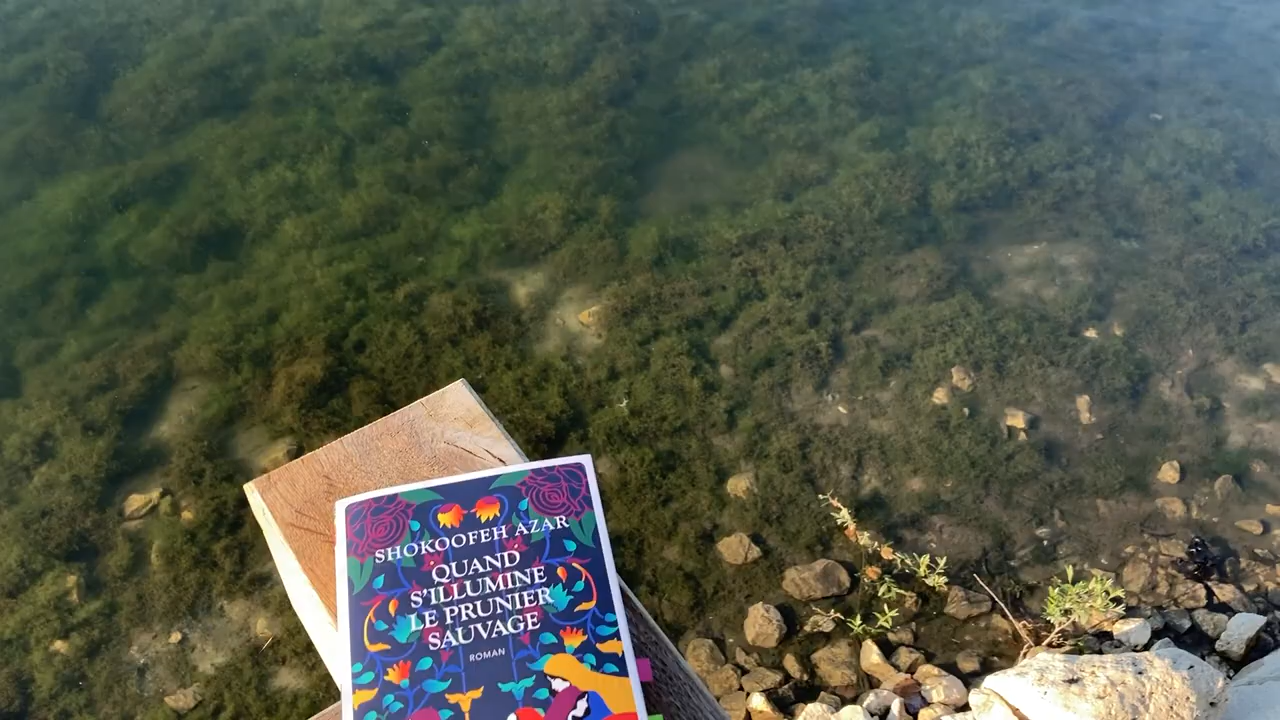 SHOKOOFEH AZAR
QUAND
S'ILLUMINE
LE PRUNIER
SAUVAGE
ROMAN